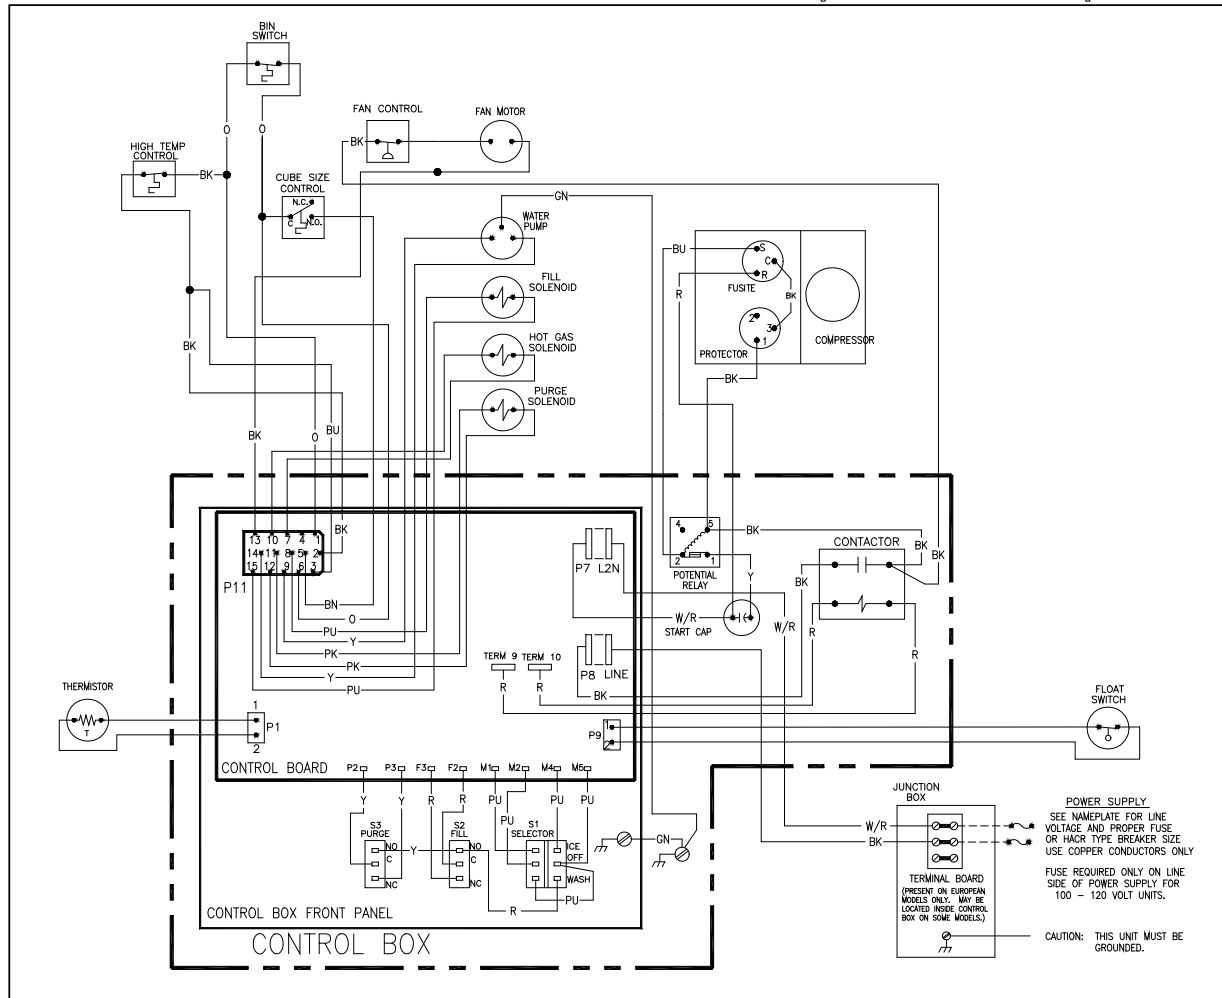 BIN
SWITCH
FAN CONTROL
FAN MOTOR
O
O
BK
HIGH TEMP
CONTROL
BK
CUBE SIZE
CONTROL
N.C.
C
N.O.
GN
WATER
PUMP
BU
S
C
R
FUSITE
R
BK
2
3
1
PROTECTOR
COMPRESSOR
FILL
SOLENOID
HOT GAS
SOLENOID
BK
BK
PURGE
SOLENOID
BK
O
BU
BK
13 10 7 4 1
14 11 8 5 2
15 12 9 6 3
P11
BN
O
PU
Y
PK
PK
Y
PU
P7 L2N
4
5
2
1
POTENTIAL
RELAY
BK
BK
BK
CONTACTOR
BK
Y
W/R
START CAP
W/R
R
R
TERM 9 TERM 10
R
R
P8 LINE
BK
THERMISTOR
T
1
P1
2
P9
1
2
FLOAT
SWITCH
CONTROL BOARD
P2
P3
F3
F2
M1
M2
M4
M5
Y
Y
R
R
PU
PU
PU
PU
S3
PURGE
NO
C
NC
Y
S2
FILL
NO
C
NC
S1
SELECTOR
ICE
OFF
WASH
PU
R
GN
CONTROL BOX FRONT PANEL
CONTROL BOX
JUNCTION
BOX
W/R
BK
TERMINAL BOARD
(PRESENT ON EUROPEAN
MODELS ONLY. MAY BE
LOCATED INSIDE CONTROL
BOX ON SOME MODELS.)
POWER SUPPLY
SEE NAMEPLATE FOR LINE
VOLTAGE AND PROPER FUSE
OR HACR TYPE BREAKER SIZE
USE COPPER CONDUCTORS ONLY
FUSE REQUIRED ONLY ON LINE
SIDE OF POWER SUPPLY FOR
100 - 120 VOLT UNITS.
CAUTION: THIS UNIT MUST BE
GROUNDED.